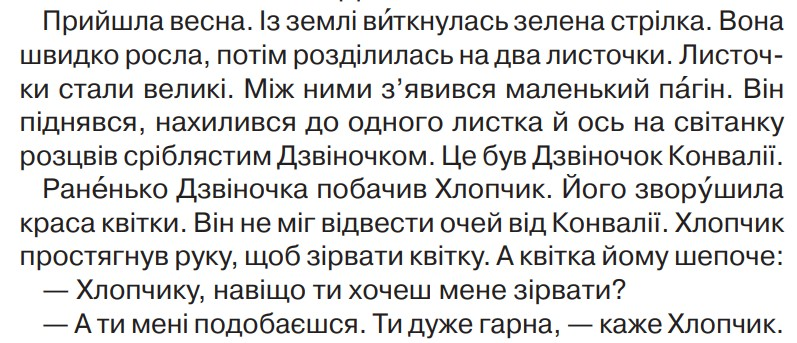 Прийшла весна. Із землі ви́ткнулась зелена стрілка. Вона
швидко росла, потім розділилась на два листочки. Листоч-
ки стали великі. Між ними з’явився маленький па́гін. Він
піднявся, нахилився до одного листка й ось на світанку
розцвів сріблястим Дзвіночком. Це був Дзвіночок Конвалії.
Ране́нько Дзвіночка побачив Хлопчик. Його звору́шила
краса квітки. Він не міг відвести очей від Конвалії. Хлопчик
простягнув руку, щоб зірвати квітку. А квітка йому шепоче:
— Хлопчику, навіщо ти хочеш мене зірвати?
— А ти мені подобаєшся. Ти дуже гарна, — каже Хлопчик.